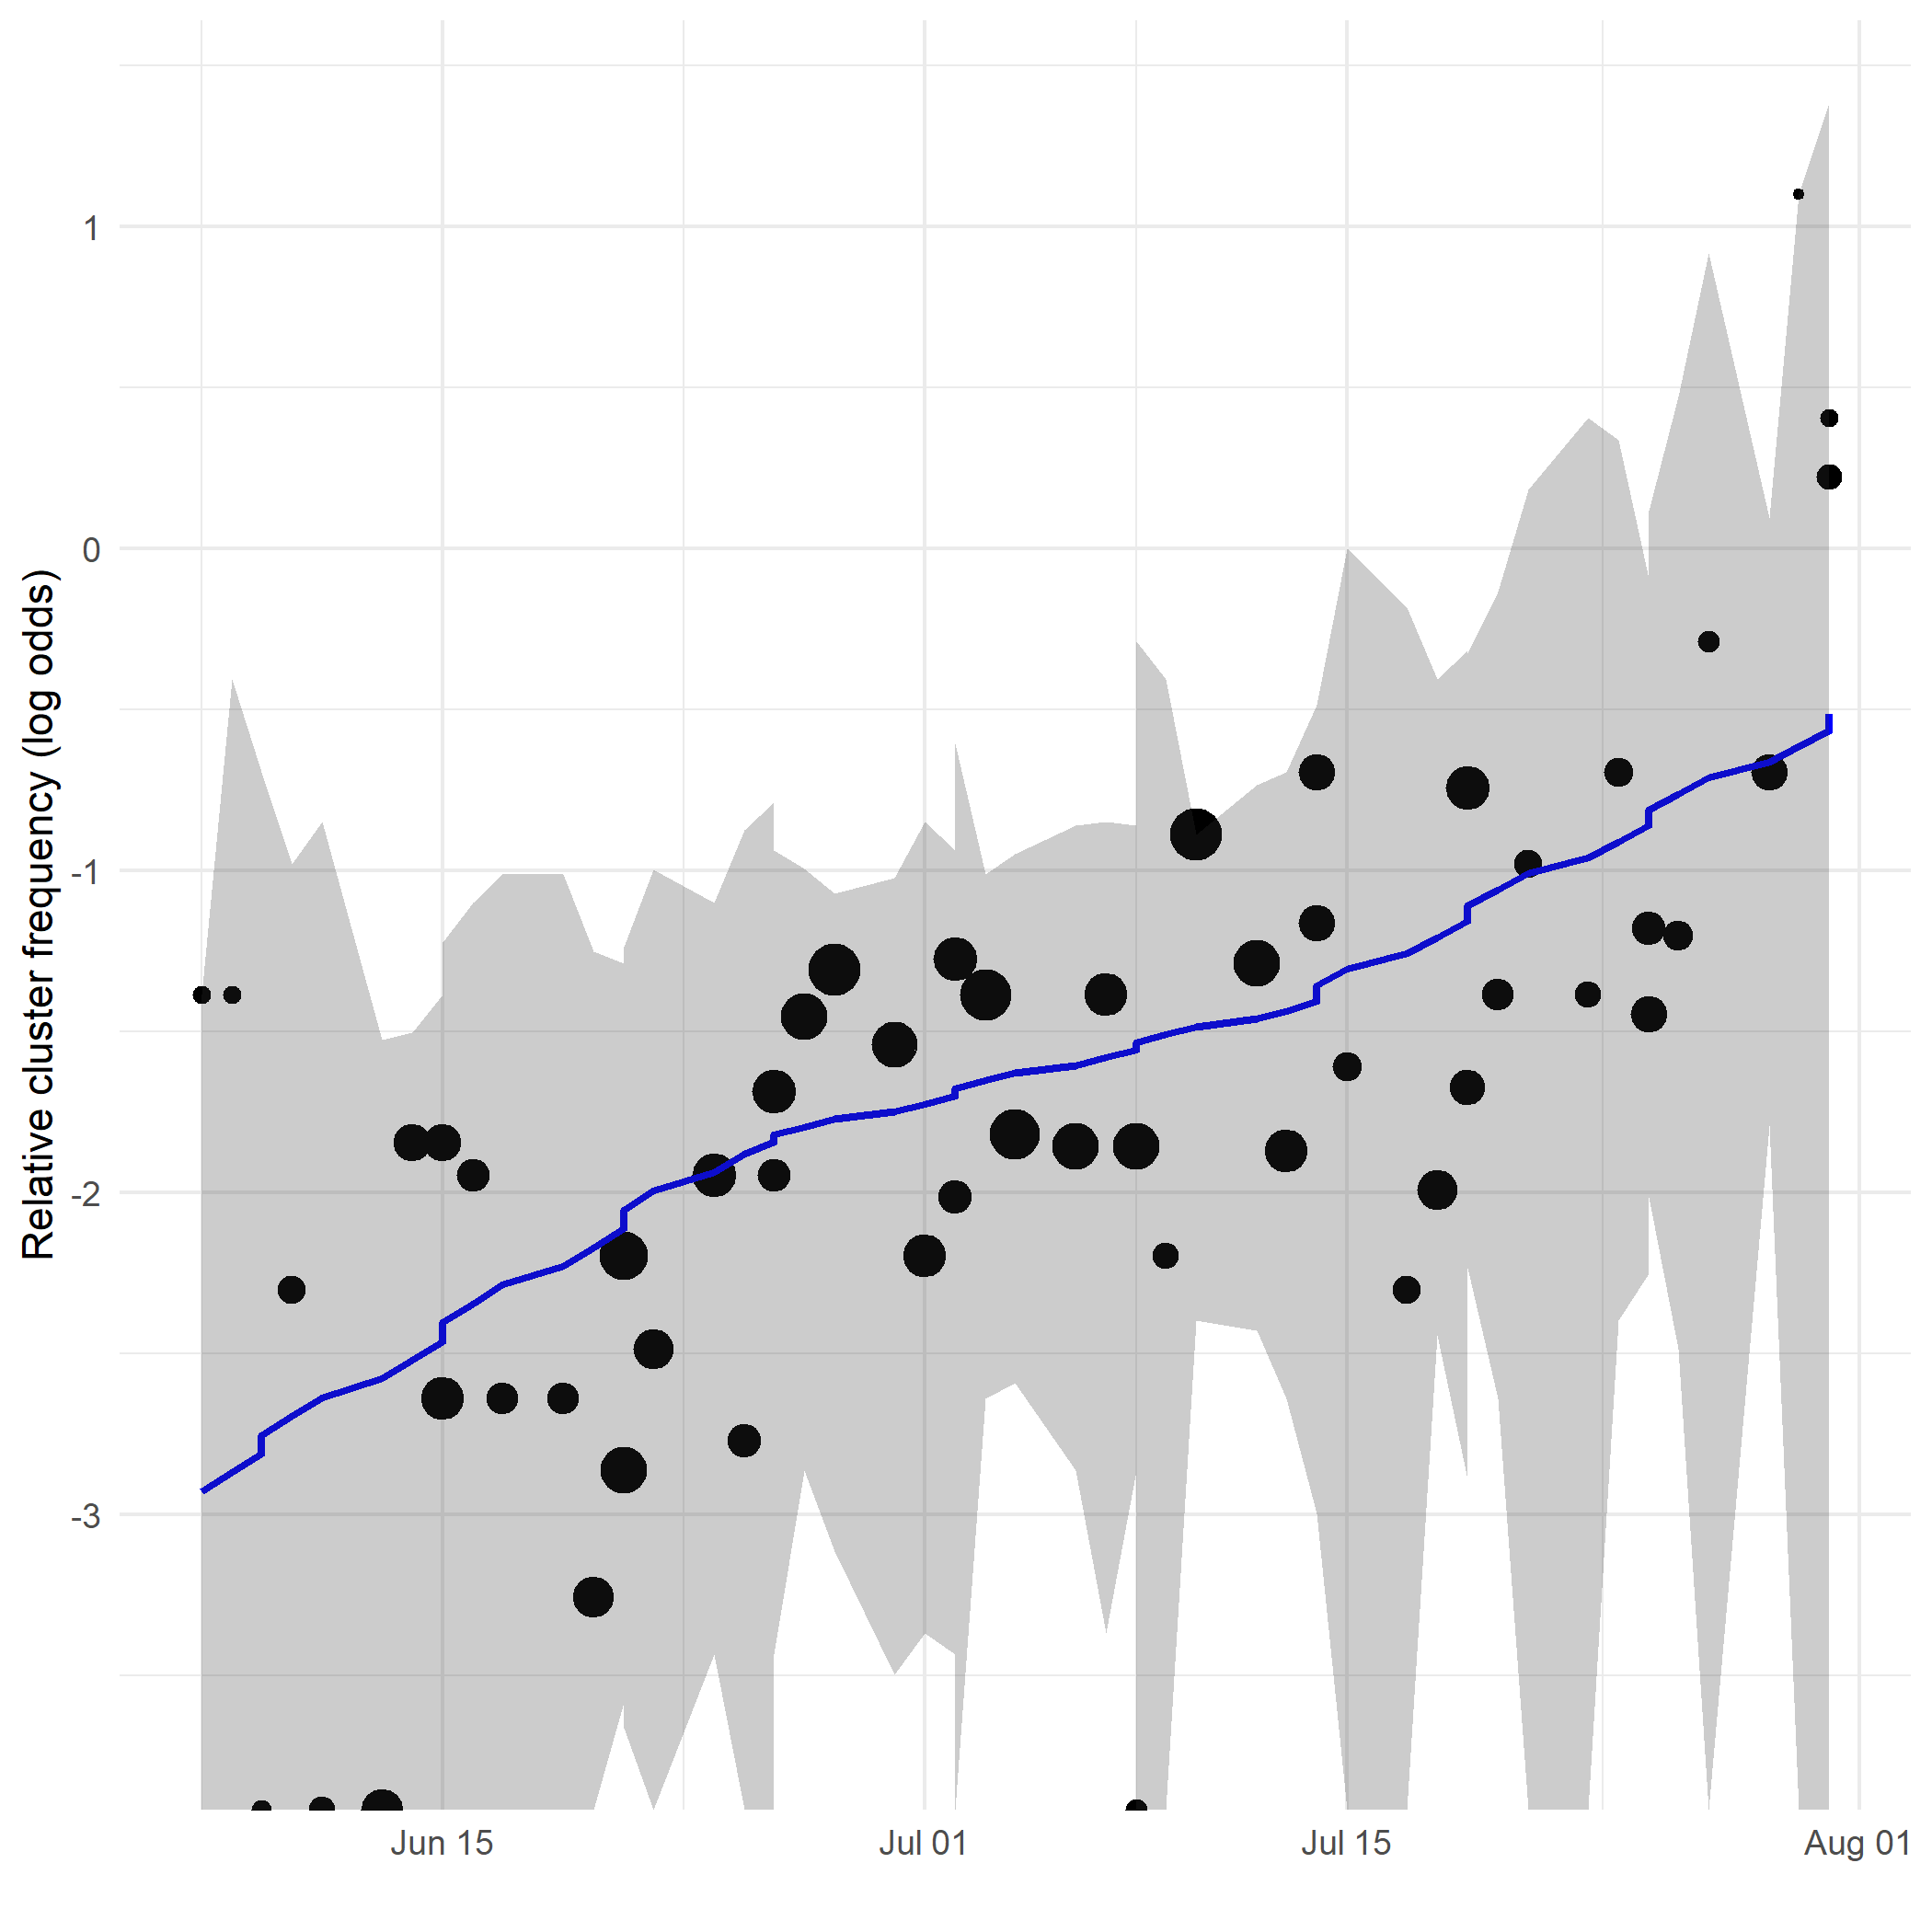 Relative cluster frequency (log odds)
1
0
-1
-2
-3
Jun 15
Jul 01
Jul 15
Aug 01